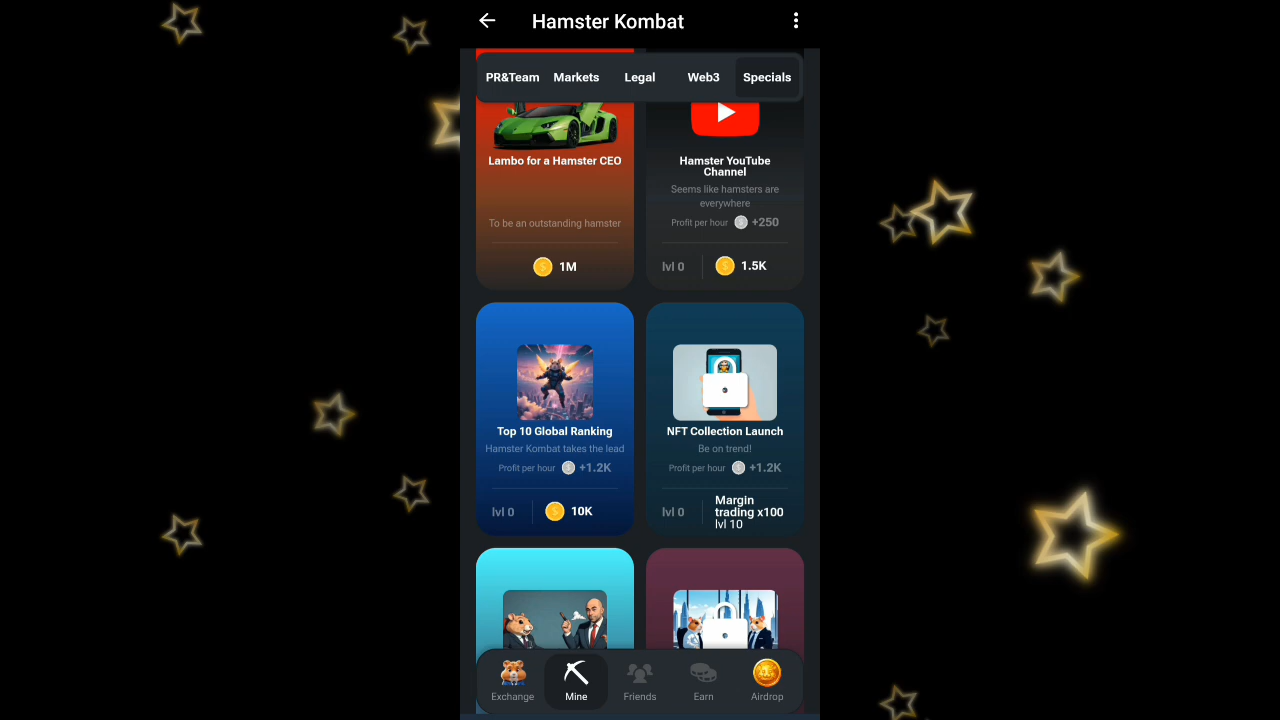 Hamster Kombat
PR&Team Markets Legal Web3 Specials
Lambo for a Hamster CEO
To be an outstanding hamster
1M
Hamster YouTube
Channel
Seems like hamsters are
everywhere
Profit per hour +250
lvl 0 1.5K
Top 10 Global Ranking
Hamster Kombat takes the lead
Profit per hour +1.2K
lvl 0 10K
NFT Collection Launch
Be on trend!
Profit per hour +1.2K
lvl 0 Margin
trading x100
lvl 10
Exchange Mine Friends Earn Airdrop